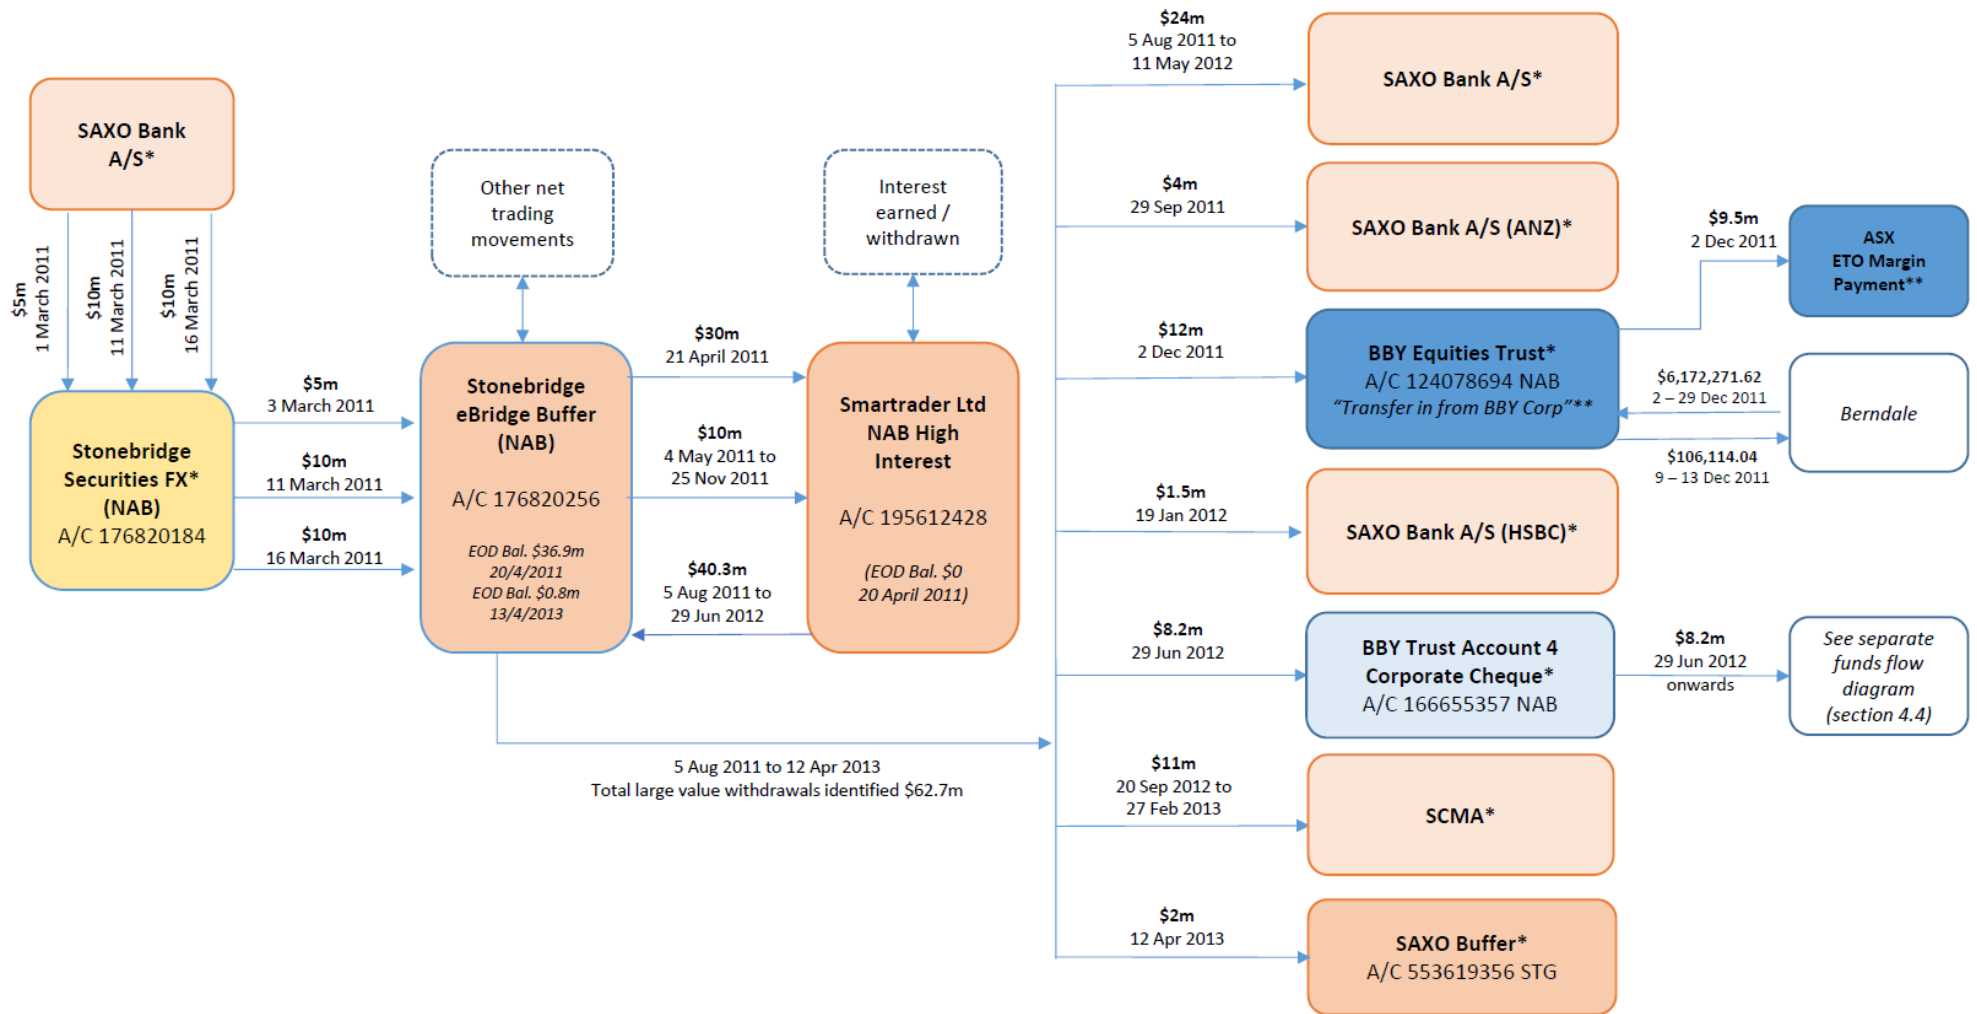 SAXO Bank
A/S*
$5m
1 March 2011
$10m
11 March 2011
$10m
16 March 2011
Stonebridge
Securities FX*
(NAB)
A/C 176820184
$5m
3 March 2011
$10m
11 March 2011
$10m
16 March 2011
Other net
trading
movements
Stonebridge
eBridge Buffer
(NAB)
A/C 176820256
EOD Bal. $36.9m
20/4/2011
EOD Bal. $0.8m
13/4/2013
$30m
21 April 2011
$10m
4 May 2011 to
25 Nov 2011
$40.3m
5 Aug 2011 to
29 Jun 2012
Interest
earned /
withdrawn
Smartrader Ltd
NAB High
Interest
A/C 195612428
(EOD Bal. $0
20 April 2011)
5 Aug 2011 to 12 Apr 2013
Total large value withdrawals identified $62.7m
$24m
5 Aug 2011 to
11 May 2012
SAXO Bank A/S*
$4m
29 Sep 2011
SAXO Bank A/S (ANZ)*
$12m
2 Dec 2011
BBY Equities Trust*
A/C 124078694 NAB
"Transfer in from BBY Corp"**
$9.5m
2 Dec 2011
ASX
ETO Margin
Payment**
$6,172,271.62
2 – 29 Dec 2011
$106,114.04
9 – 13 Dec 2011
Berndale
$1.5m
19 Jan 2012
SAXO Bank A/S (HSBC)*
$8.2m
29 Jun 2012
BBY Trust Account 4
Corporate Cheque*
A/C 166655357 NAB
$8.2m
29 Jun 2012
onwards
See separate
funds flow
diagram
(section 4.4)
$11m
20 Sep 2012 to
27 Feb 2013
SCMA*
$2m
12 Apr 2013
SAXO Buffer*
A/C 553619356 STG